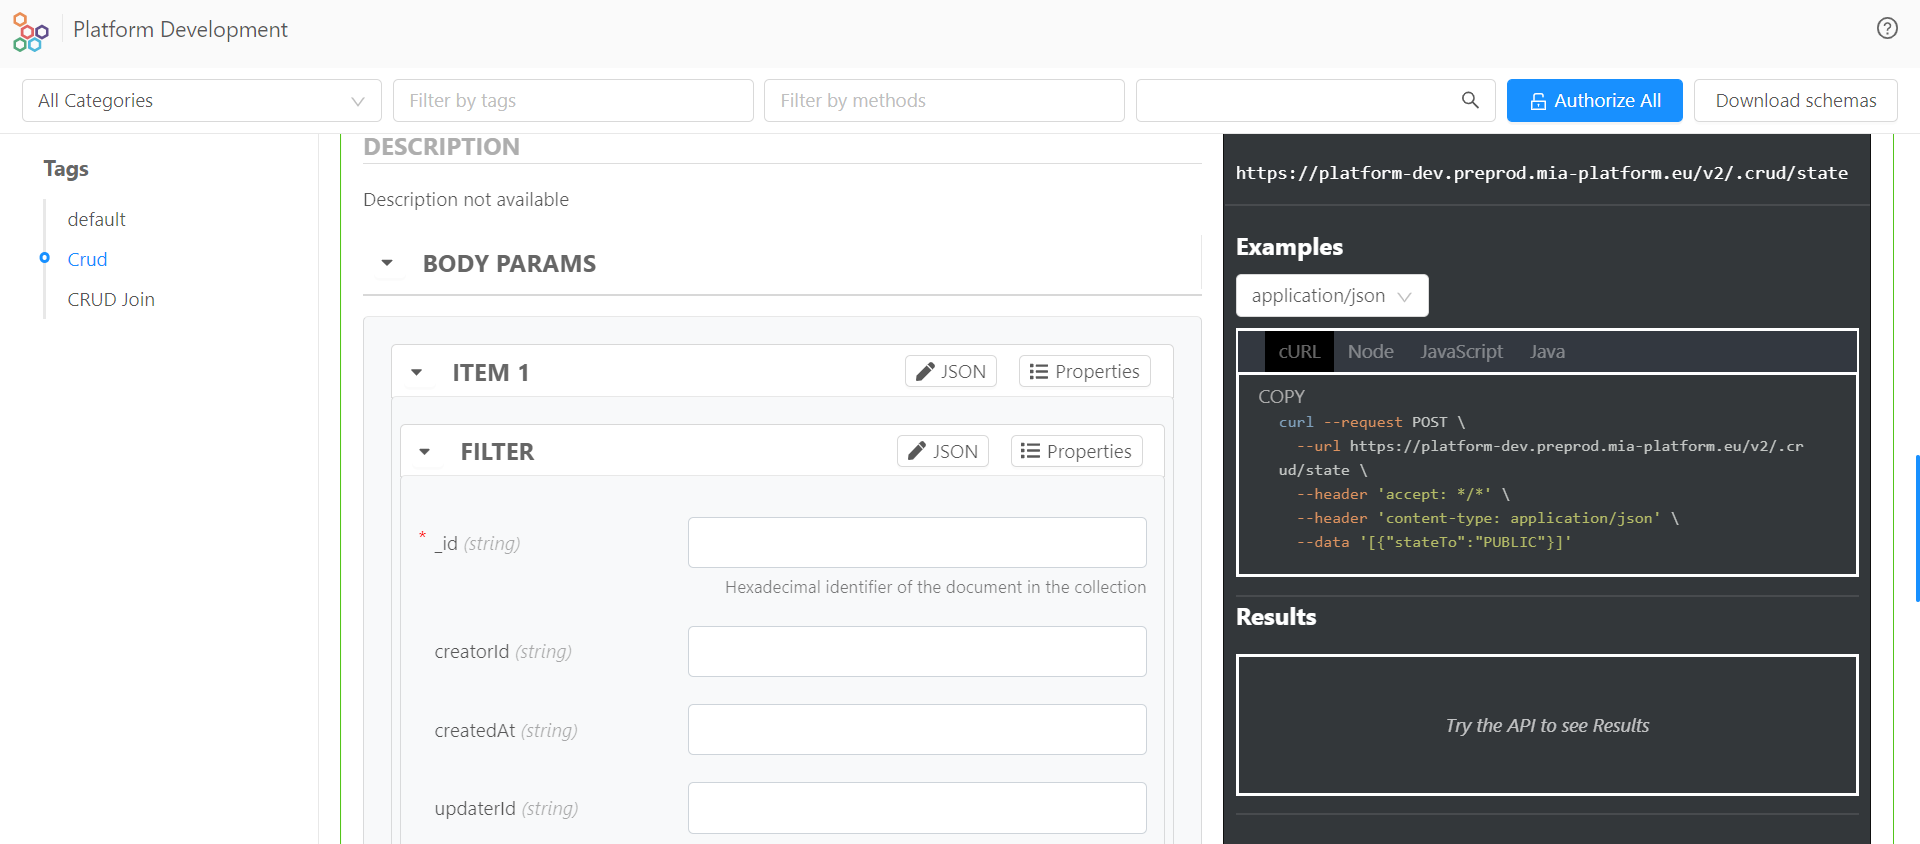 Platform Development
All Categories
Filter by tags
Filter by methods
Authorize All
Download schemas
Tags
default
Crud
CRUD Join
DESCRIPTION
Description not available
BODY PARAMS
ITEM 1
JSON
Properties
FILTER
JSON
Properties
* _id (string)
Hexadecimal identifier of the document in the collection
creatorId (string)
createdAt (string)
updaterId (string)
https://platform-dev.preprod.mia-platform.eu/v2/.crud/state
Examples
application/json
cURL Node JavaScript Java
COPY
curl --request POST \
--url https://platform-dev.preprod.mia-platform.eu/v2/.cr
ud/state \
--header 'accept: */*' \
--header 'content-type: application/json' \
--data '[{"stateTo":"PUBLIC"}]'
Results
Try the API to see Results